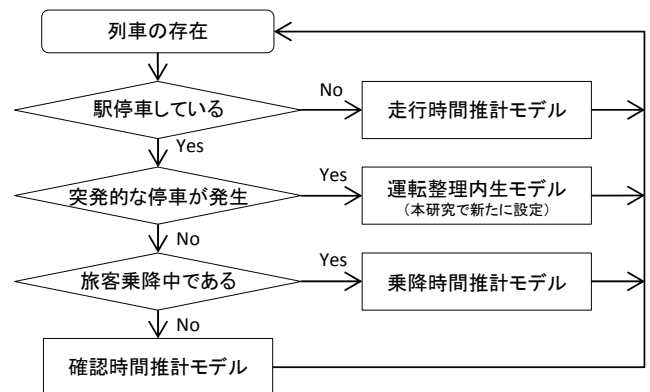 列車の存在
駅停車している
No
走行時間推計モデル
Yes
突発的な停車が発生
Yes
運転整理内生モデル
（本研究で新たに設定）
No
旅客乗降中である
Yes
乗降時間推計モデル
No
確認時間推計モデル